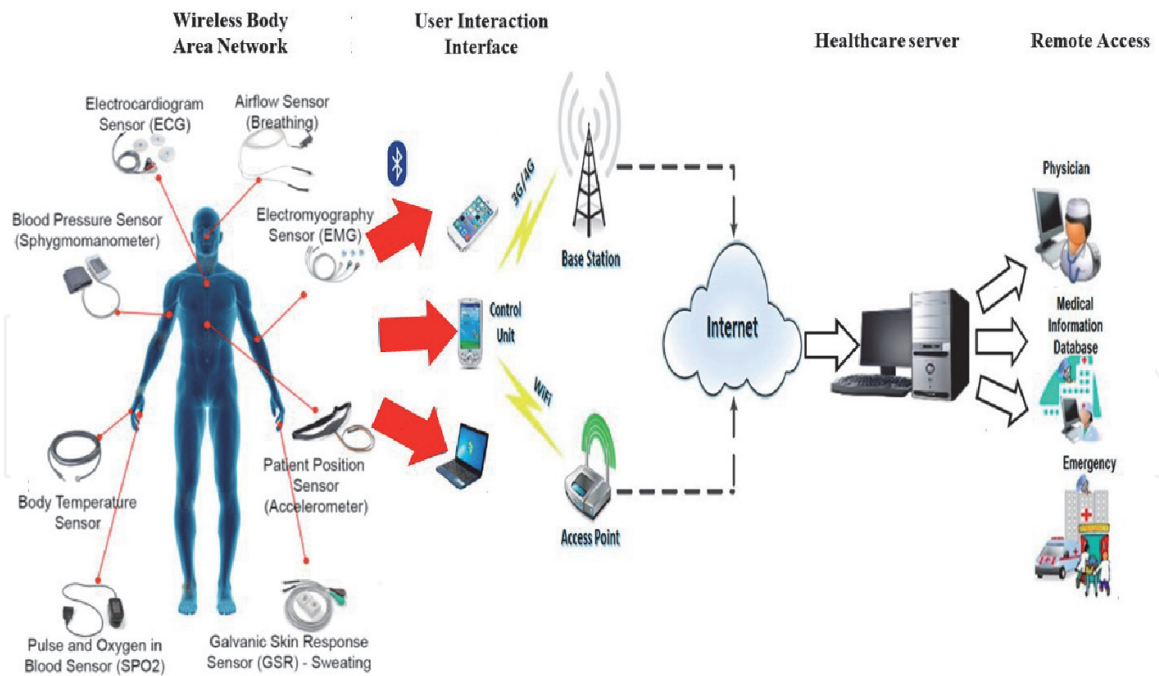 Wireless Body
Area Network
User Interaction
Interface
Healthcare server
Remote Access
Electrocardiogram
Sensor (ECG)
Airflow Sensor
(Breathing)
Blood Pressure Sensor
(Sphygmomanometer)
Electromyography
Sensor (EMG)
Body Temperature
Sensor
Patient Position
Sensor
(Accelerometer)
Pulse and Oxygen in
Blood Sensor (SPO2)
Galvanic Skin Response
Sensor (GSR) - Sweating
3G/4G
Base Station
Control
Unit
WiFi
Access Point
Internet
Physician
Medical
Information
Database
Emergency